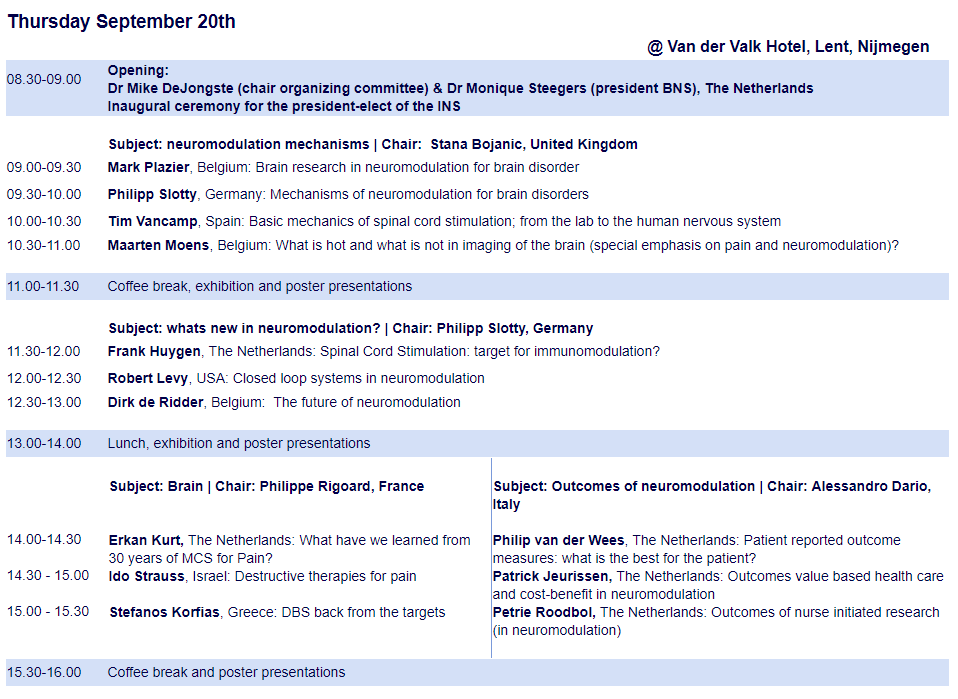 Thursday September 20th
@ Van der Valk Hotel, Lent, Nijmegen
08.30-09.00 Opening:
Dr Mike DeJongste (chair organizing committee) & Dr Monique Steegers (president BNS), The Netherlands
Inaugural ceremony for the president-elect of the INS
Subject: neuromodulation mechanisms | Chair:  Stana Bojanic, United Kingdom
09.00-09.30 Mark Plazier, Belgium: Brain research in neuromodulation for brain disorder
09.30-10.00 Philipp Slotty, Germany: Mechanisms of neuromodulation for brain disorders
10.00-10.30 Tim Vancamp, Spain: Basic mechanics of spinal cord stimulation; from the lab to the human nervous system
10.30-11.00 Maarten Moens, Belgium: What is hot and what is not in imaging of the brain (special emphasis on pain and neuromodulation)?
11.00-11.30 Coffee break, exhibition and poster presentations
Subject: whats new in neuromodulation? | Chair: Philipp Slotty, Germany
11.30-12.00 Frank Huygen, The Netherlands: Spinal Cord Stimulation: target for immunomodulation?
12.00-12.30 Robert Levy, USA: Closed loop systems in neuromodulation
12.30-13.00 Dirk de Ridder, Belgium:  The future of neuromodulation
13.00-14.00 Lunch, exhibition and poster presentations
Subject: Brain | Chair: Philippe Rigoard, France
14.00-14.30 Erkan Kurt, The Netherlands: What have we learned from
30 years of MCS for Pain?
14.30 - 15.00 Ido Strauss, Israel: Destructive therapies for pain
15.00 - 15.30 Stefanos Korfias, Greece: DBS back from the targets
Subject: Outcomes of neuromodulation | Chair: Alessandro Dario,
Italy
Philip van der Wees, The Netherlands: Patient reported outcome
measures: what is the best for the patient?
Patrick Jeurissen, The Netherlands: Outcomes value based health care
and cost-benefit in neuromodulation
Petrie Roodbol, The Netherlands: Outcomes of nurse initiated research
(in neuromodulation)
15.30-16.00 Coffee break and poster presentations